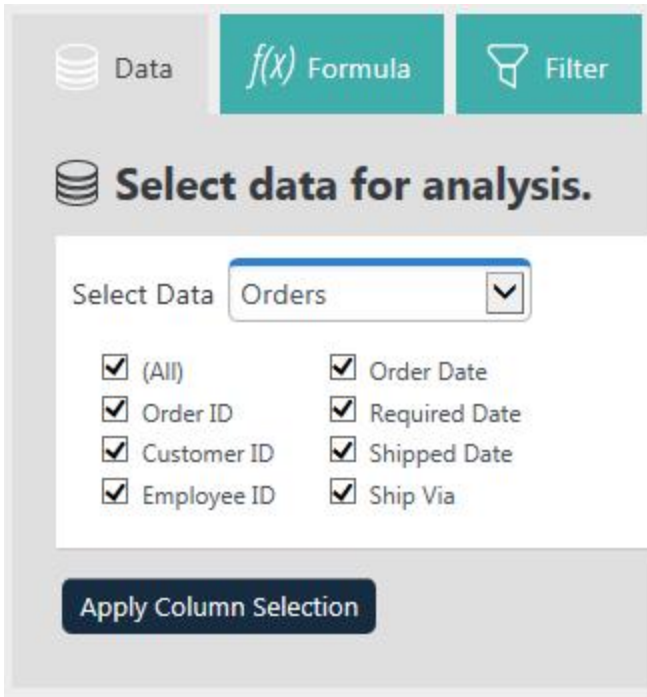 Data f(x) Formula Filter
Select data for analysis.
Select Data Orders
(All) Order Date
Order ID Required Date
Customer ID Shipped Date
Employee ID Ship Via
Apply Column Selection